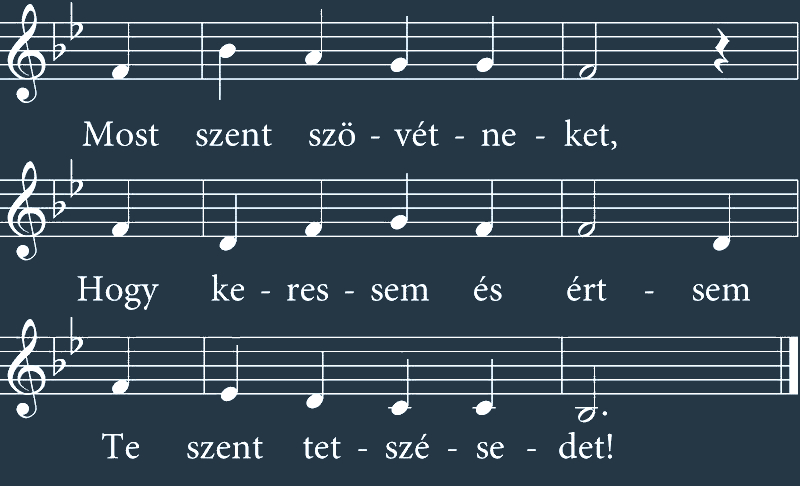 Most szent szö - vét - ne - ket,
Hogy ke - res - sem és ért - sem
Te szent tet - szé - se - det!